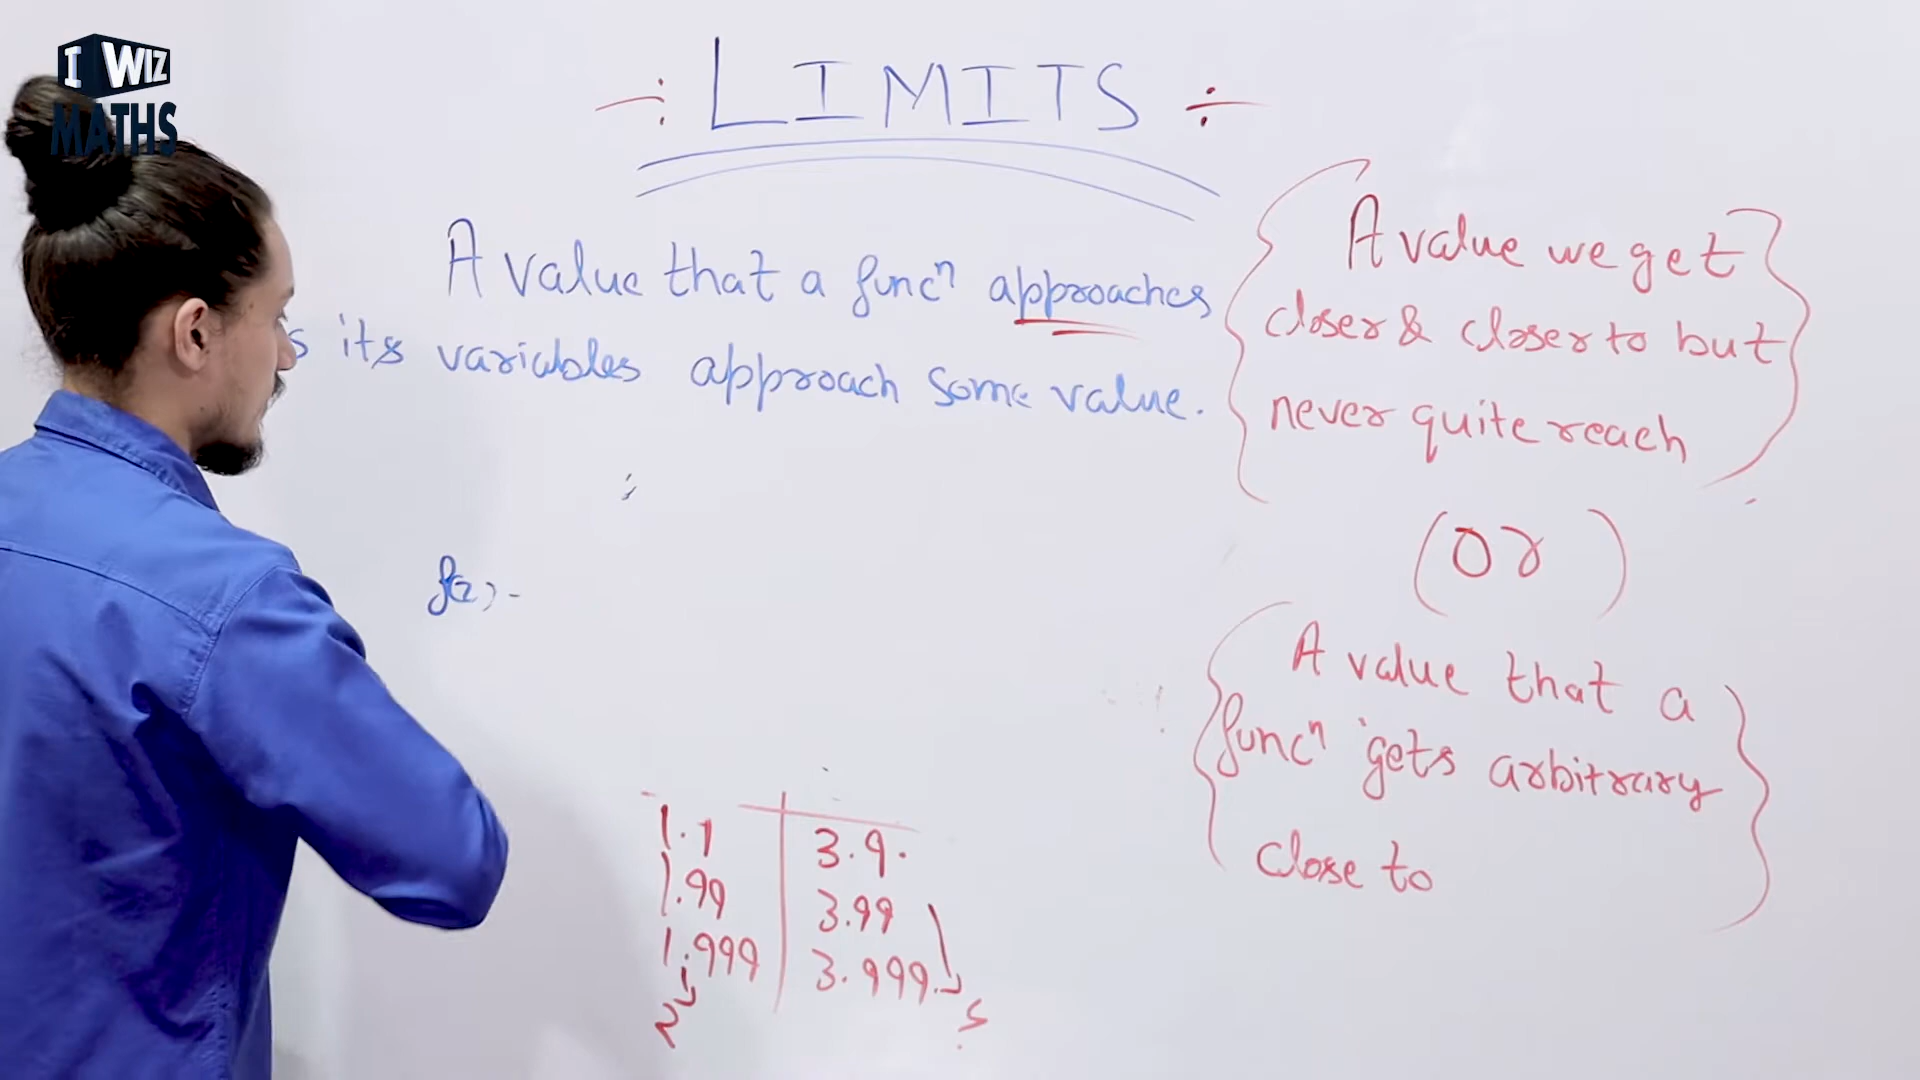 I WIZ
MATHS
÷ LIMITS ÷
A value that a funcⁿ approaches
s its variables approach some value.
A value we get
closer & closer to but
never quite reach
(Or)
A value that a
funcⁿ gets arbitrary
close to
1.1 3.9.
1.99 3.99
1.999 3.999
2